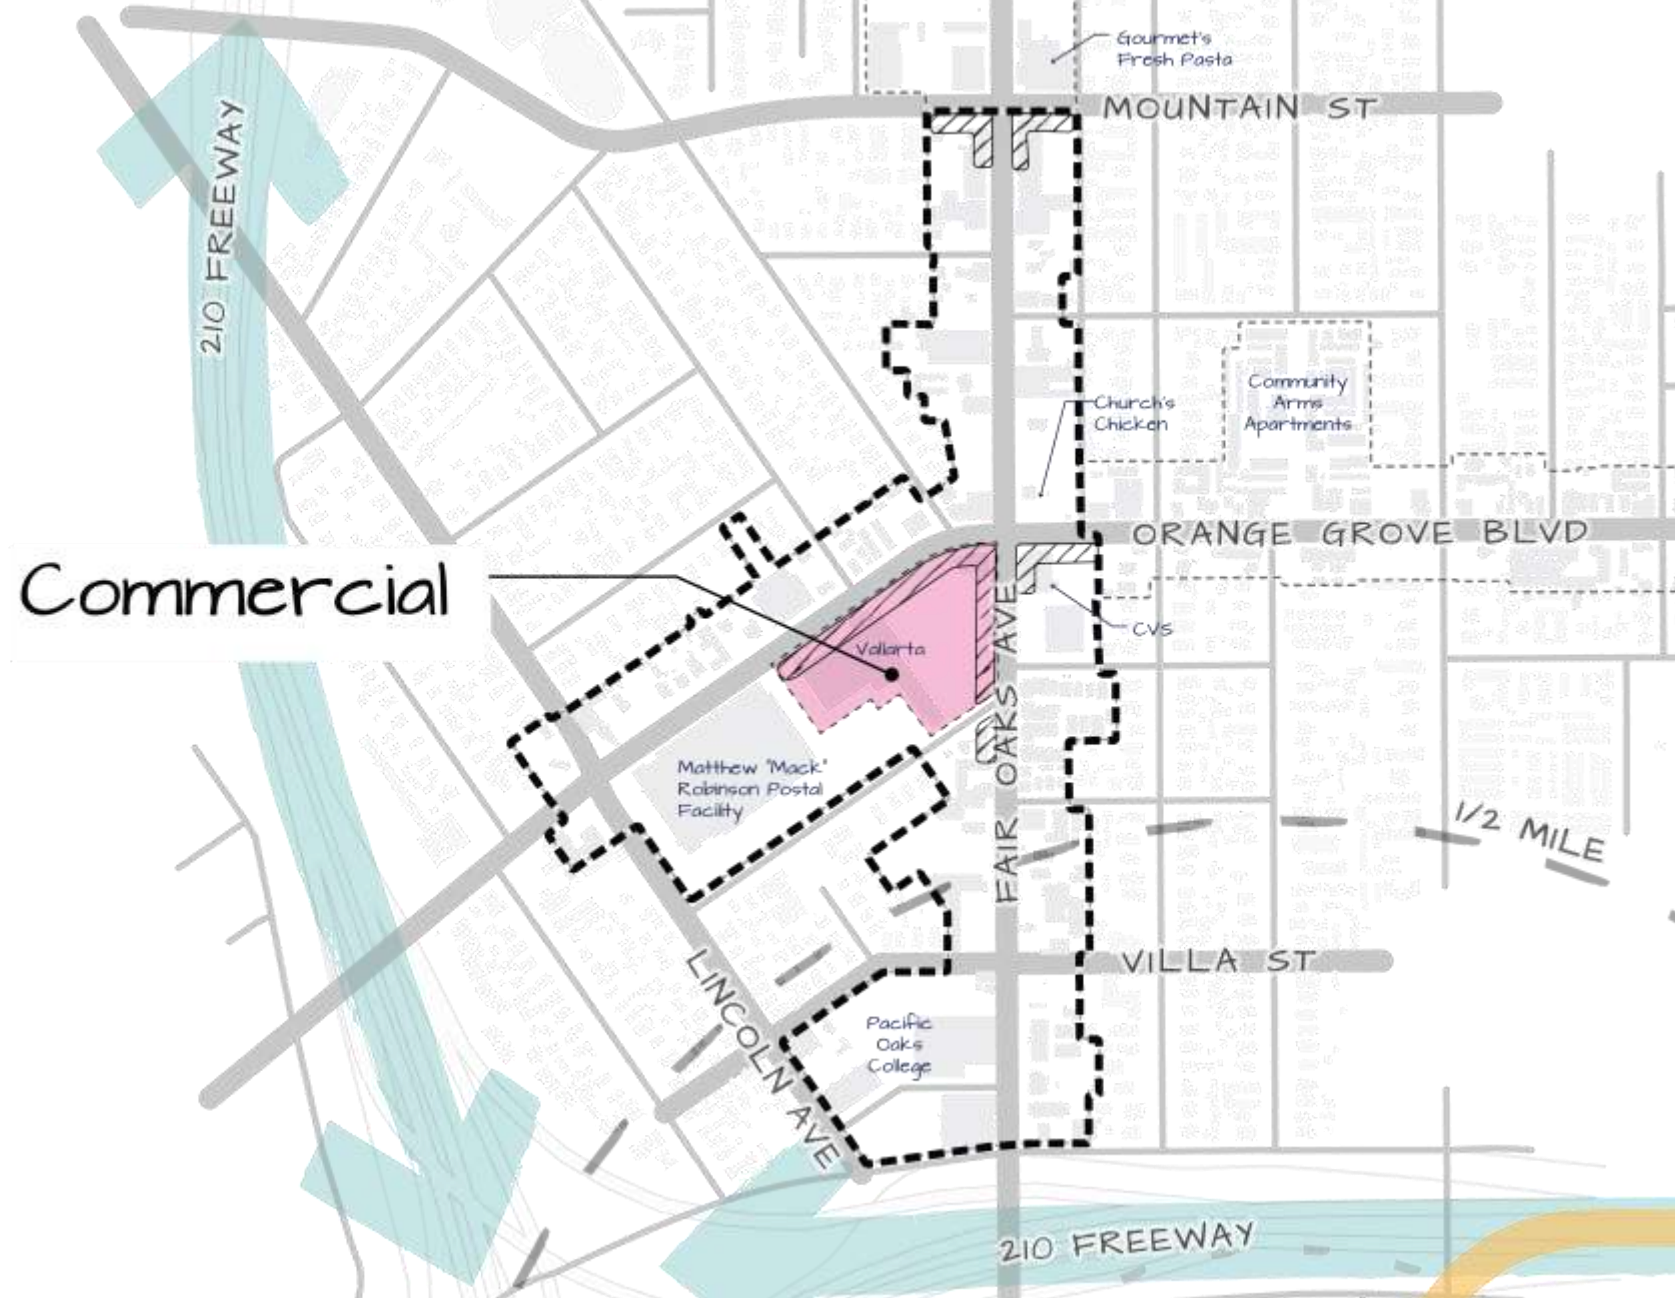 Gourmet's
Fresh Pasta
MOUNTAIN ST
210 FREEWAY
Community
Arms
Apartments
Church's
Chicken
ORANGE GROVE BLVD
Commercial
CVS
Vallarta
FAIR OAKS AVE
Matthew "Mack"
Robinson Postal
Facility
1/2 MILE
LINCOLN AVE
VILLA ST
Pacific
Oaks
College
210 FREEWAY